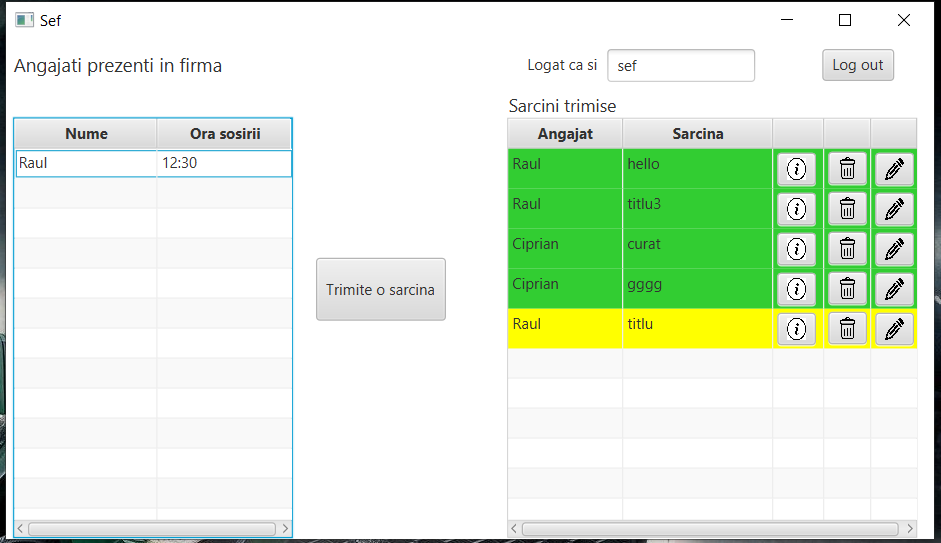 Sef
Angajati prezenti in firma
Logat ca si sef Log out
Sarcini trimise
Nume Ora sosirii
Raul 12:30
Trimite o sarcina
Angajat Sarcina
Raul hello
Raul titlu3
Ciprian curat
Ciprian gggg
Raul titlu